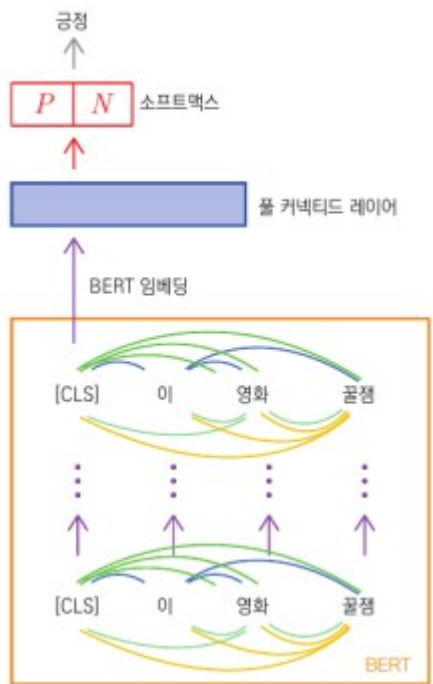 긍정
P N 소프트맥스
풀 커넥티드 레이어
BERT 임베딩
[CLS] 이 영화 꿀잼
[CLS] 이 영화 꿀잼
BERT